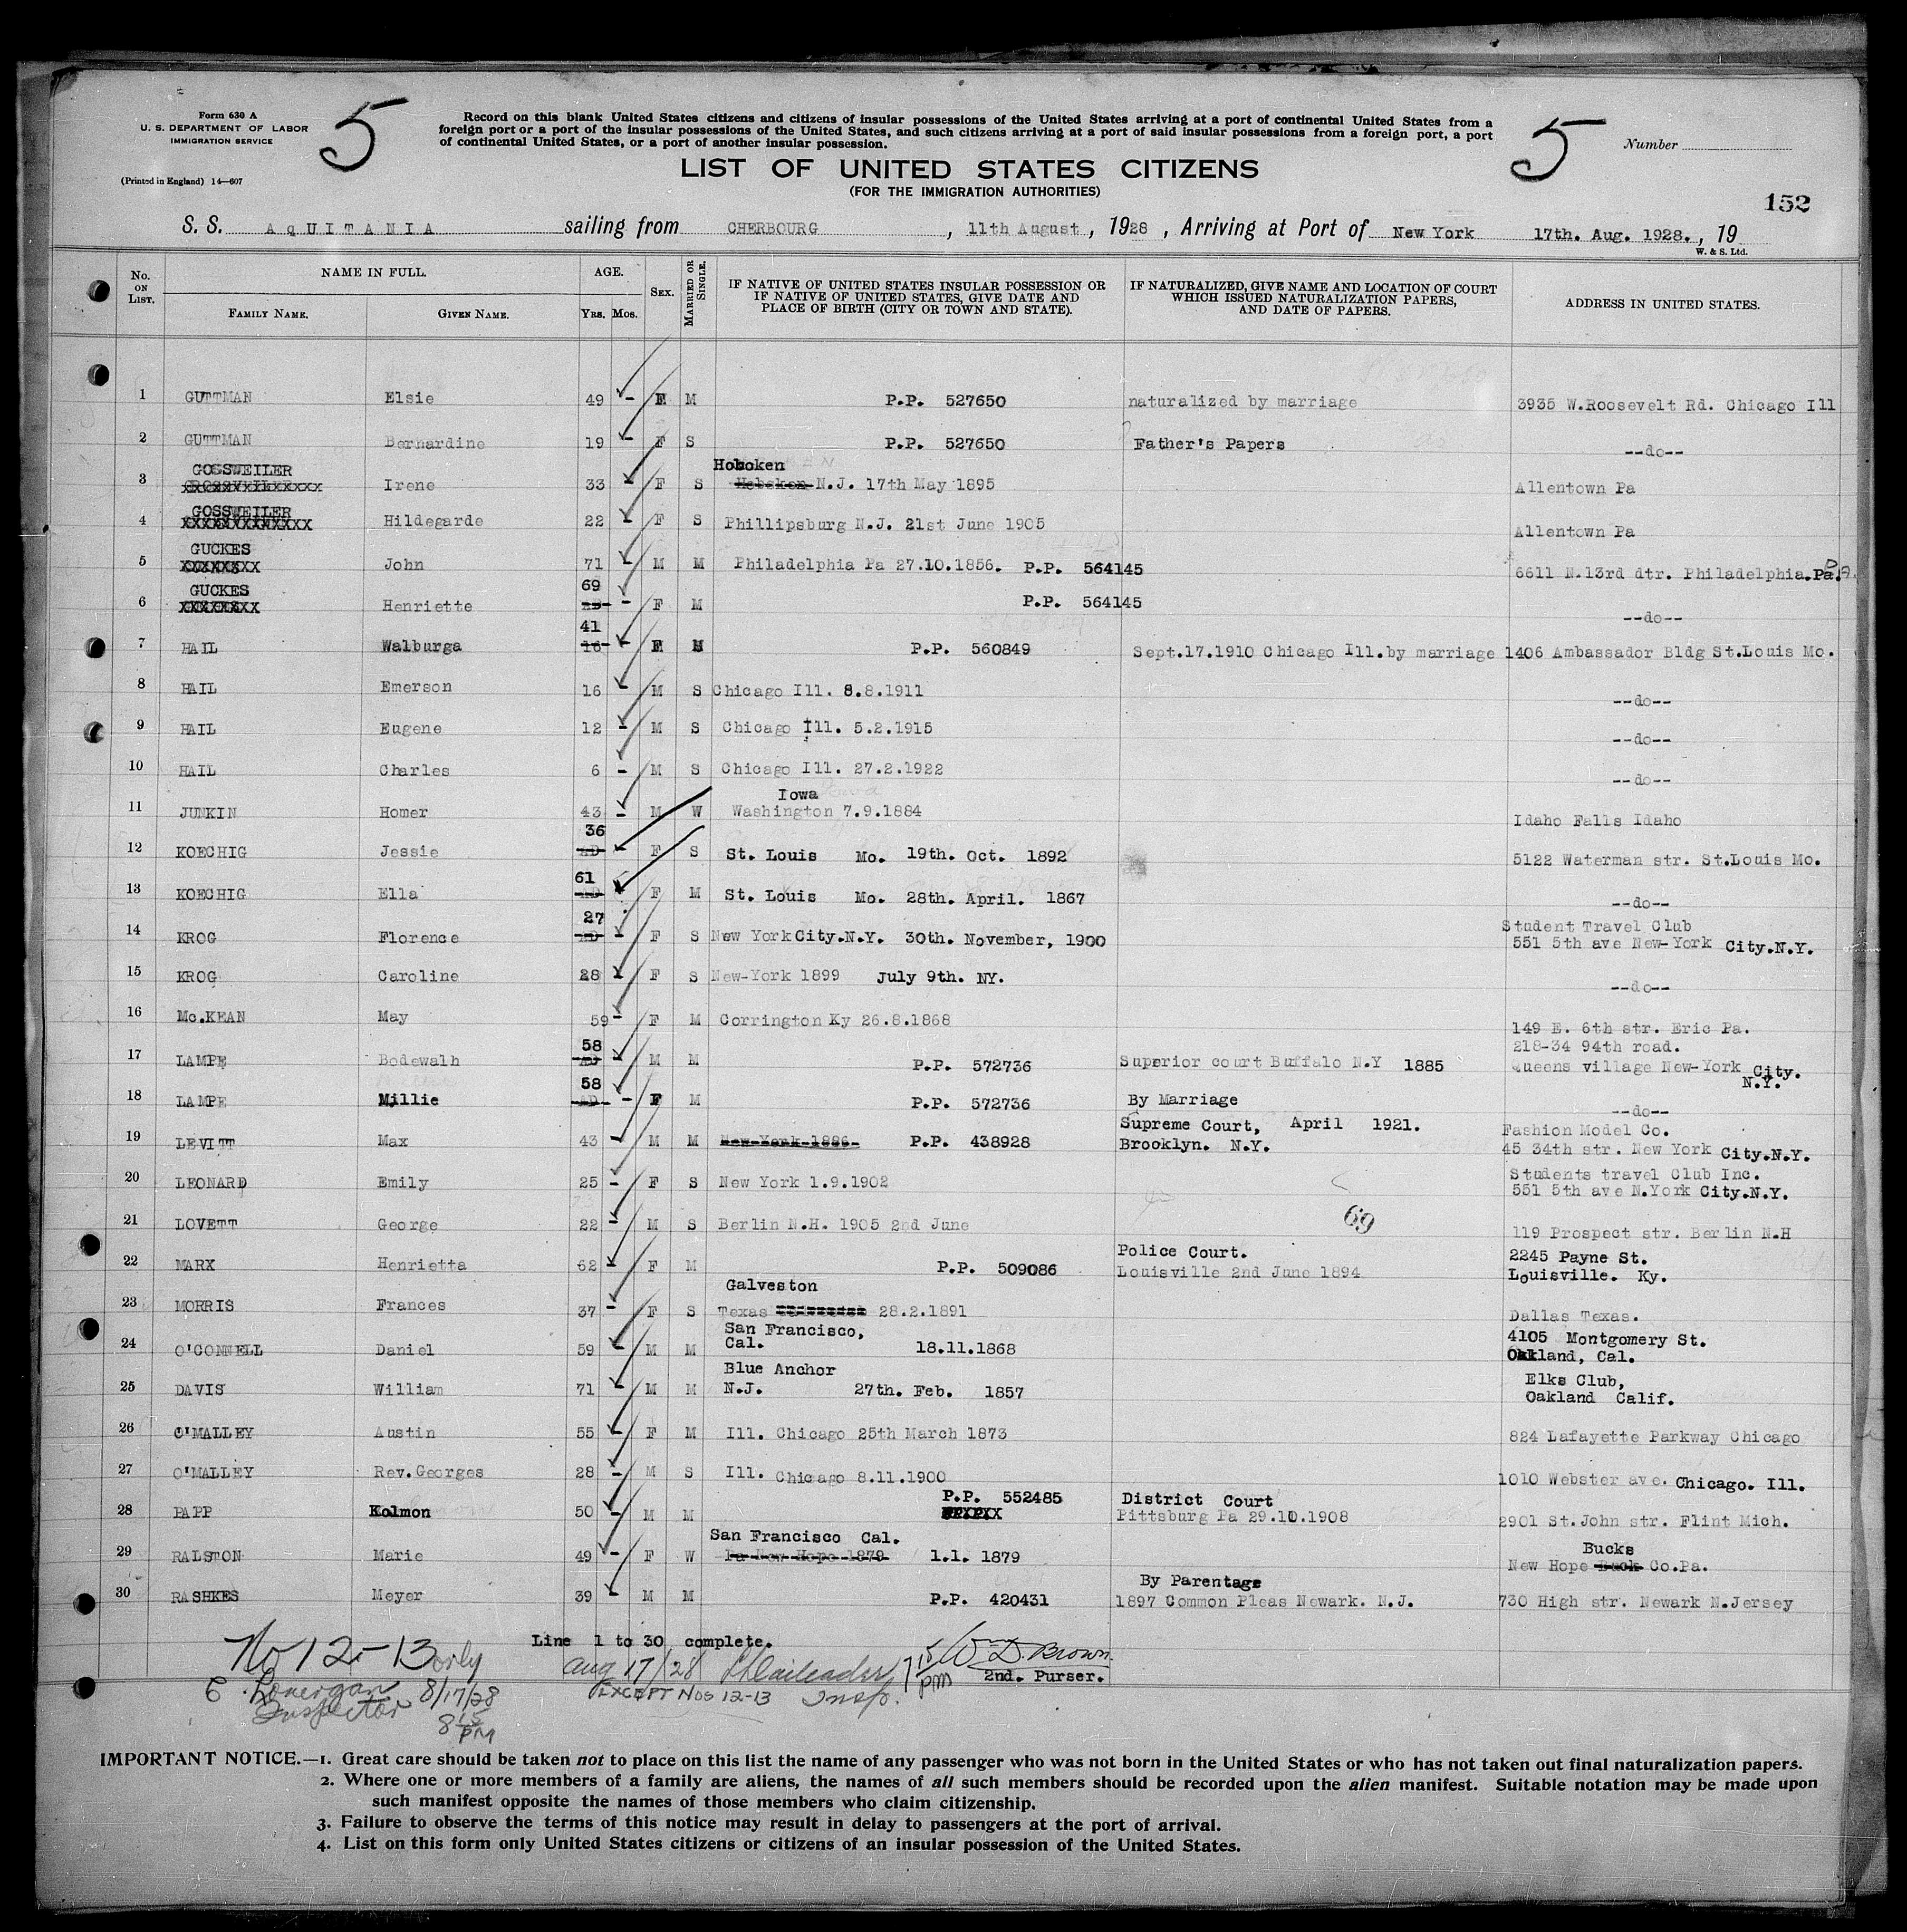 Form 630 A
U. S. DEPARTMENT OF LABOR
IMMIGRATION SERVICE
(Printed in England) 14—607
5
Record on this blank United States citizens and citizens of insular possessions of the United States arriving at a port of continental United States from a
foreign port or a port of the insular possessions of the United States, and such citizens arriving at a port of said insular possessions from a foreign port, a port
of continental United States, or a port of another insular possession.
5
Number
LIST OF UNITED STATES CITIZENS
(FOR THE IMMIGRATION AUTHORITIES)
152
S. S. AQUITANIA sailing from CHERBOURG, 11th August, 1928, Arriving at Port of New York 17th. Aug. 1928., 19
W. & S. Ltd.
No. ON LIST. NAME IN FULL. AGE. SEX. MARRIED OR SINGLE. IF NATIVE OF UNITED STATES INSULAR POSSESSION OR IF NATIVE OF UNITED STATES, GIVE DATE AND PLACE OF BIRTH (CITY OR TOWN AND STATE). IF NATURALIZED, GIVE NAME AND LOCATION OF COURT WHICH ISSUED NATURALIZATION PAPERS, AND DATE OF PAPERS. ADDRESS IN UNITED STATES.
FAMILY NAME. GIVEN NAME. YRS. MOS.
1 GUTTMAN Elsie 49 - F M P.P. 527650 naturalized by marriage 3935 W.Roosevelt Rd. Chicago Ill
2 GUTTMAN Bernardine 19 - F S P.P. 527650 Father's Papers --do--
GOSSWEILER Hoboken
3 Irene 33 - F S Hoboken N.J. 17th May 1895 Allentown Pa
GOSSWEILER
4 XXXXXXXXXXXXX Hildegarde 22 - F S Phillipsburg N.J. 21st June 1905 Allentown Pa
GUCKES
5 XXXXXXXX John 71 - M M Philadelphia Pa 27.10.1856. P.P. 564145 6611 N.13rd dtr. Philadelphia.Pa.
GUCKES 69
6 XXXXXXXX Henriette - F M P.P. 564145 --do--
41
7 HAIL Walburga 16 - F M P.P. 560849 Sept.17.1910 Chicago Ill.by marriage 1406 Ambassador Bldg St.Louis Mo.
8 HAIL Emerson 16 - M S Chicago Ill. 8.8.1911 --do--
9 HAIL Eugene 12 - M S Chicago Ill. 5.2.1915 --do--
10 HAIL Charles 6 - M S Chicago Ill. 27.2.1922 --do--
Iowa
11 JUNKIN Homer 43 - M W Washington 7.9.1884 Idaho Falls Idaho
36
12 KOECHIG Jessie - F S St. Louis Mo. 19th. Oct. 1892 5122 Waterman str. St.Louis Mo.
61
13 KOECHIG Ella F M St. Louis Mo. 28th. April. 1867 --do--
27 Student Travel Club
14 KROG Florence - F S New York City.N.Y. 30th. November, 1900 551 5th ave New-York City.N.Y.
15 KROG Caroline 28 - F S New-York 1899 July 9th. NY. --do--
16 Mc.KEAN May 59 - F M Corrington Ky 26.8.1868 149 E. 6th str. Eric Pa.
58 218-34 94th road.
17 LAMPE Bodewalh - M M P.P. 572736 Superior court Buffalo N.Y 1885 Queens village New-York City.
N.Y.
58
18 LAMPE Millie - F M P.P. 572736 By Marriage --do--
Supreme Court, April 1921. Fashion Model Co.
19 LEVITT Max 43 - M M New-York 1886 P.P. 438928 Brooklyn. N.Y. 45 34th str. New York City.N.Y.
Students travel Club Inc.
20 LEONARD Emily 25 - F S New York 1.9.1902 551 5th ave N.York City.N.Y.
69
21 LOVETT George 22 - M S Berlin N.H. 1905 2nd June 119 Prospect str. Berlin N.H
Police Court. 2245 Payne St.
22 MARX Henrietta 62 - F M P.P. 509086 Louisville 2nd June 1894 Louisville. Ky.
Galveston
23 MORRIS Frances 37 - F S Texas 28.2.1891 Dallas Texas.
San Francisco, 4105 Montgomery St.
24 O'CONNELL Daniel 59 - M M Cal. 18.11.1868 Oakland, Cal.
Blue Anchor Elks Club,
25 DAVIS William 71 - M M N.J. 27th. Feb. 1857 Oakland Calif.
26 O'MALLEY Austin 55 - F M Ill. Chicago 25th March 1873 824 Lafayette Parkway Chicago
27 O'MALLEY Rev.Georges 28 - M S Ill. Chicago 8.11.1900 1010 Webster ave. Chicago. Ill.
P.P. 552485 District Court
28 PAPP Kolmon 50 - M M Pittsburg Pa 29.10.1908 2901 St.John str. Flint Mich.
San Francisco Cal. Bucks
29 RALSTON Marie 49 - F W Pa New Hope 1879 1.1. 1879 New Hope Buck Co.Pa.
By Parentage
30 RASHKES Meyer 39 - M M P.P. 420431 1897 Common Pleas Newark. N.J. 730 High str. Newark N.Jersey
Line 1 to 30 complete.
No 12-13 only
Aug 17/28 Insp. 7 15 PM Wm D. Brown
2nd. Purser.
EXCEPT Nos 12-13
E. Lonergan 8/17/28
Inspector
8 15 PM
IMPORTANT NOTICE.—1. Great care should be taken not to place on this list the name of any passenger who was not born in the United States or who has not taken out final naturalization papers.
2. Where one or more members of a family are aliens, the names of all such members should be recorded upon the alien manifest. Suitable notation may be made upon
such manifest opposite the names of those members who claim citizenship.
3. Failure to observe the terms of this notice may result in delay to passengers at the port of arrival.
4. List on this form only United States citizens or citizens of an insular possession of the United States.